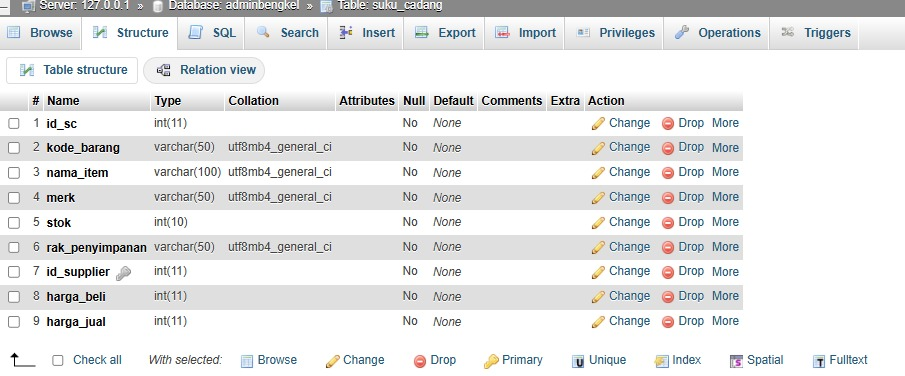 Server: 127.0.0.1 » Database: adminbengkel » Table: suku_cadang
Browse Structure SQL Search Insert Export Import Privileges Operations Triggers
Table structure Relation view
# Name Type Collation Attributes Null Default Comments Extra Action
1 id_sc int(11) No None Change Drop More
2 kode_barang varchar(50) utf8mb4_general_ci No None Change Drop More
3 nama_item varchar(100) utf8mb4_general_ci No None Change Drop More
4 merk varchar(50) utf8mb4_general_ci No None Change Drop More
5 stok int(10) No None Change Drop More
6 rak_penyimpanan varchar(50) utf8mb4_general_ci No None Change Drop More
7 id_supplier int(11) No None Change Drop More
8 harga_beli int(11) No None Change Drop More
9 harga_jual int(11) No None Change Drop More
Check all With selected: Browse Change Drop Primary Unique Index Spatial Fulltext